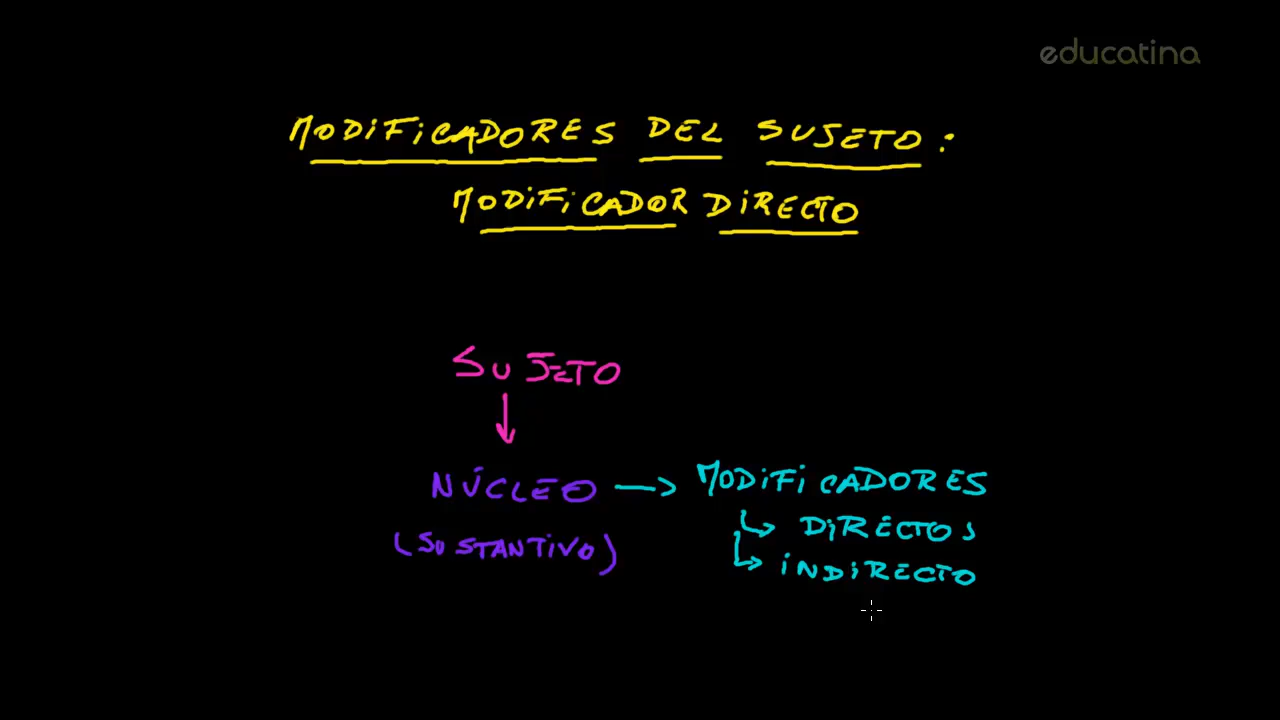 educatina
MODIFICADORES DEL SUJETO:
MODIFICADOR DIRECTO
SUJETO
NÚCLEO → MODIFICADORES
(SUSTANTIVO)
DIRECTOS
INDIRECTO